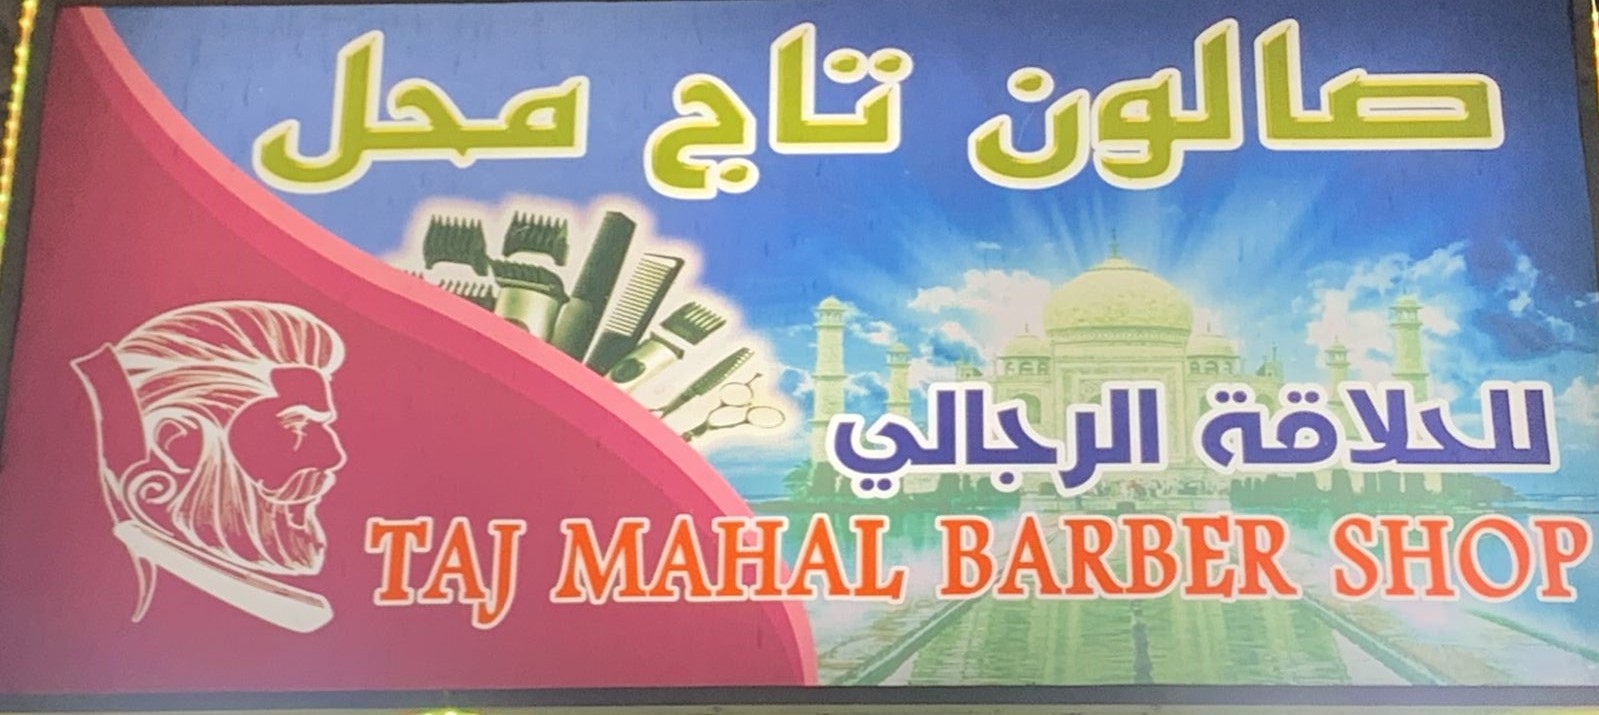 صالون تاج محل
للحلاقة الرجالي
TAJ MAHAL BARBER SHOP